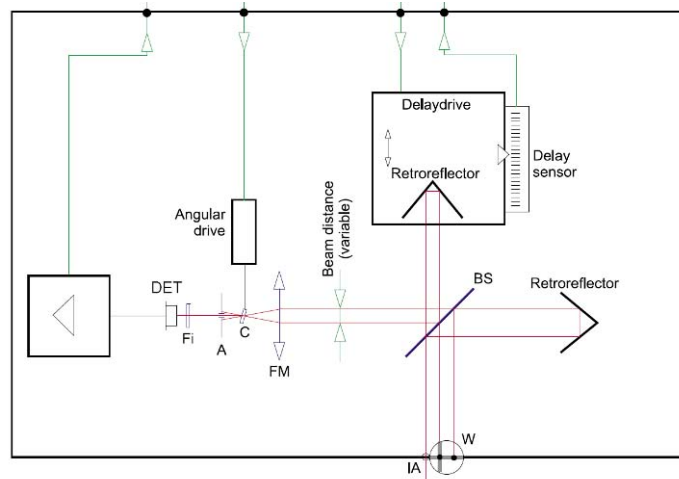 Delaydrive
Retroreflector
Delay
sensor
Angular
drive
Beam distance
(variable)
BS
Retroreflector
DET
Fi
A
C
FM
W
IA